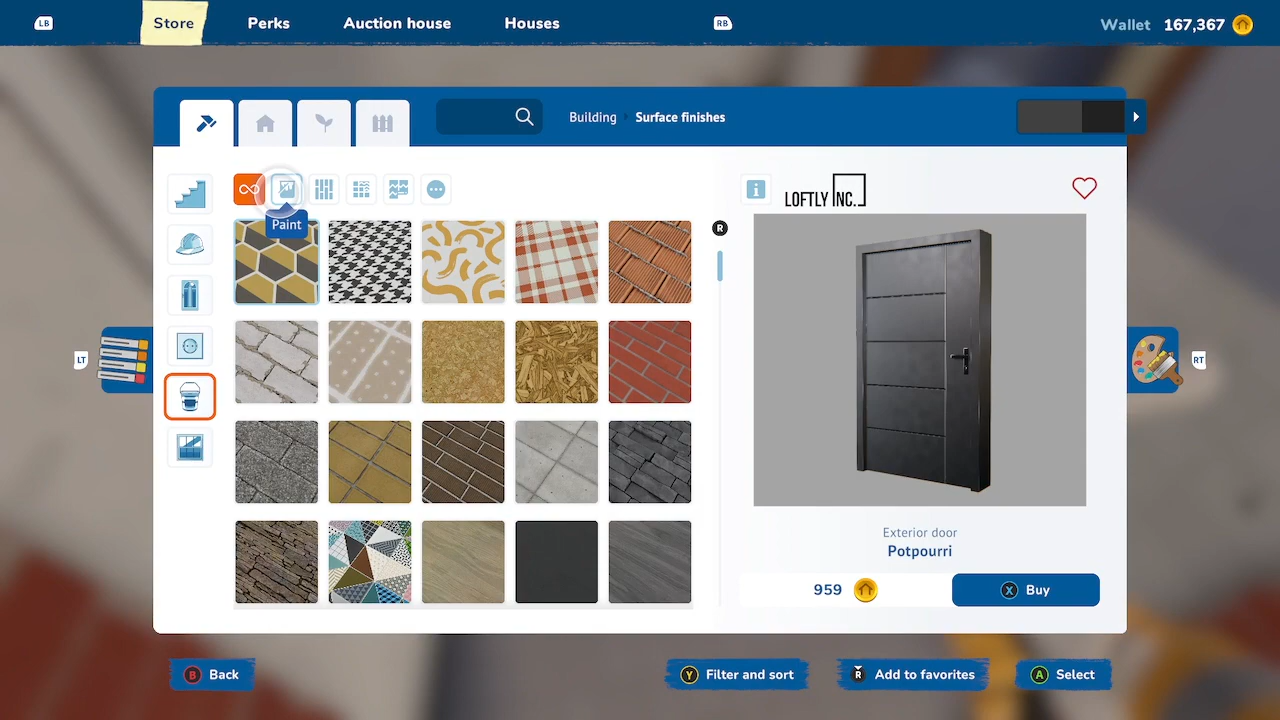 LB
Store
Perks
Auction house
Houses
RB
Wallet 167,367
Building
Surface finishes
Paint
LOFTLY INC.
R
LT
RT
Exterior door
Potpourri
959
X Buy
B Back
Y Filter and sort
R Add to favorites
A Select